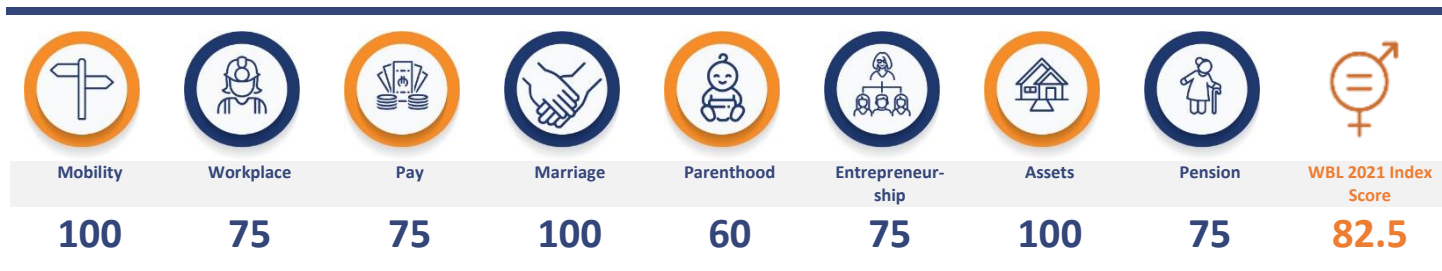 Mobility
Workplace
Pay
Marriage
Parenthood
Entrepreneur-
ship
Assets
Pension
WBL 2021 Index
Score
100
75
75
100
60
75
100
75
82.5